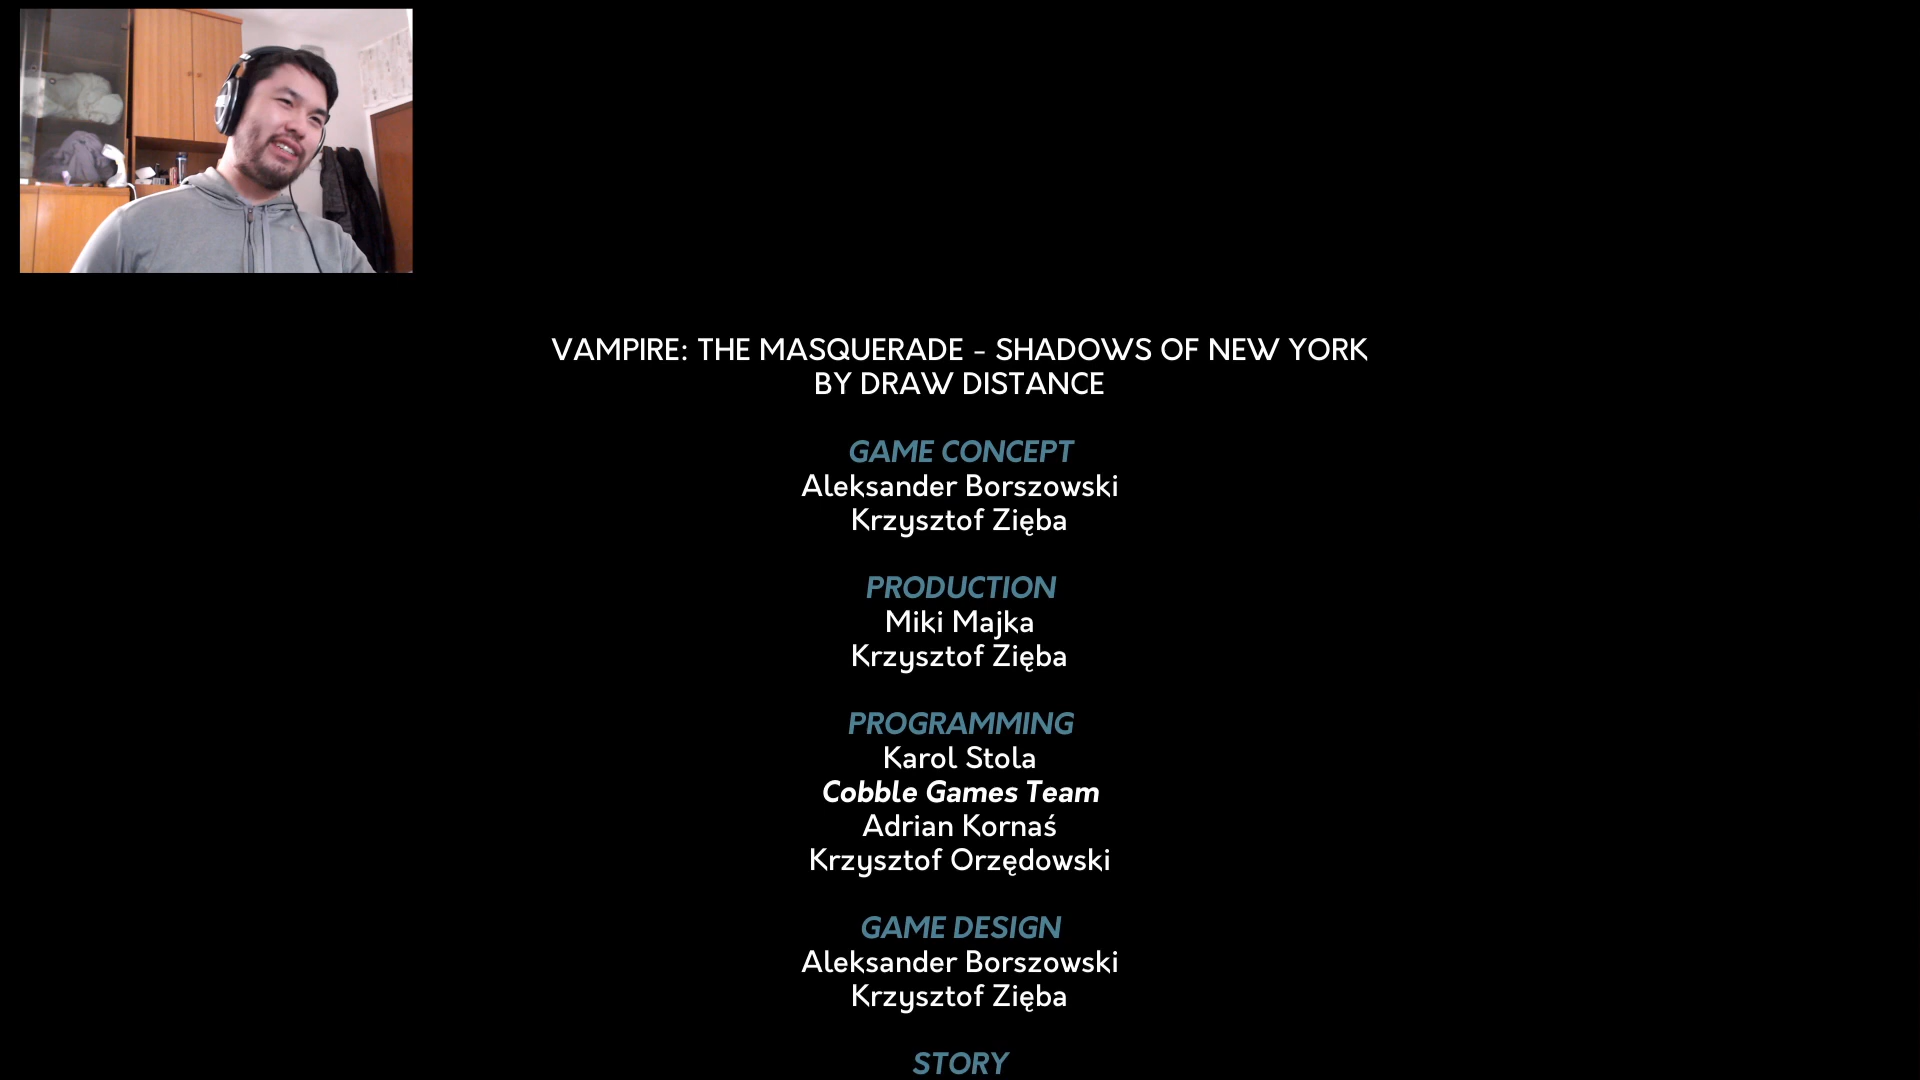 VAMPIRE: THE MASQUERADE - SHADOWS OF NEW YORK
BY DRAW DISTANCE
GAME CONCEPT
Aleksander Borszowski
Krzysztof Zięba
PRODUCTION
Miki Majka
Krzysztof Zięba
PROGRAMMING
Karol Stola
Cobble Games Team
Adrian Kornaś
Krzysztof Orzędowski
GAME DESIGN
Aleksander Borszowski
Krzysztof Zięba
STORY